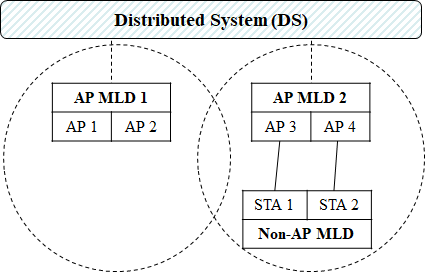 Distributed System (DS)
AP MLD 1
AP MLD 2
AP 1
AP 2
AP 3
AP 4
STA 1
STA 2
Non-AP MLD